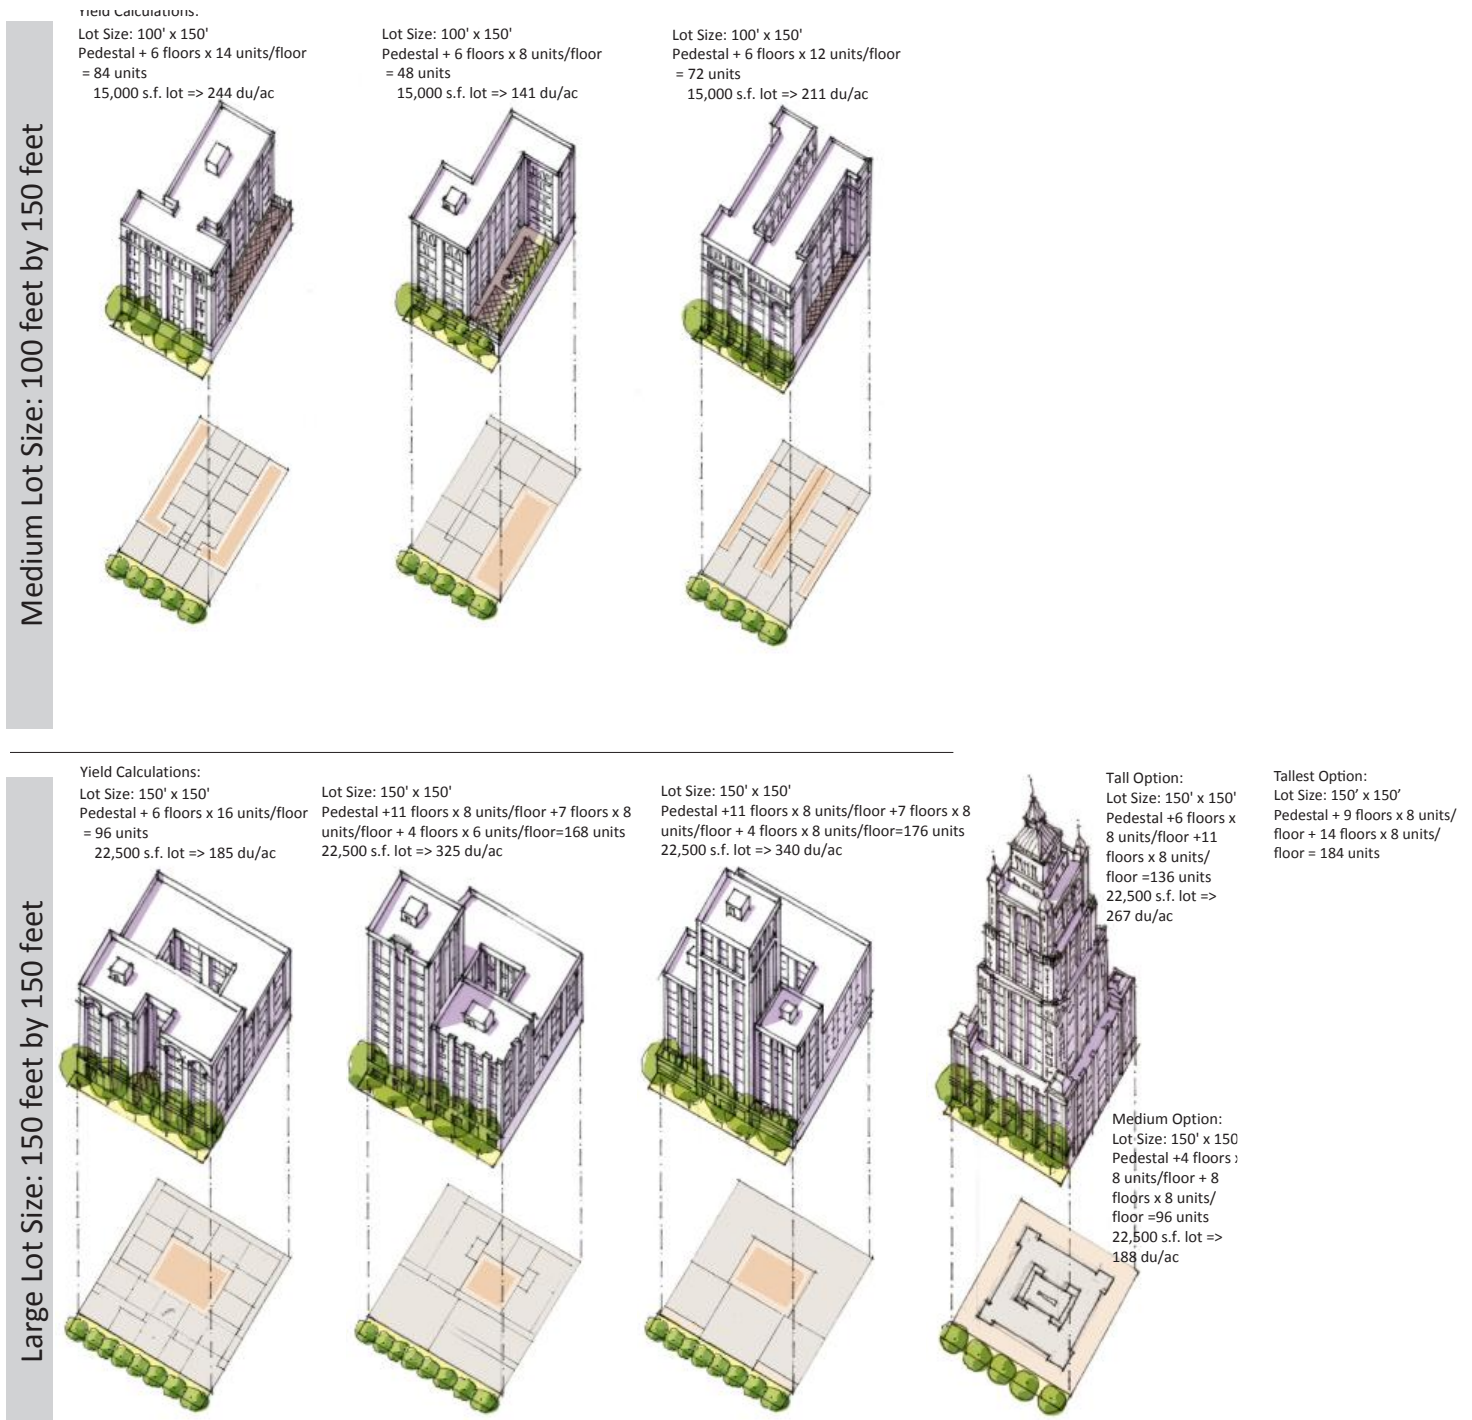 Yield Calculations:
Lot Size: 100' x 150'
Pedestal + 6 floors x 14 units/floor
= 84 units
15,000 s.f. lot => 244 du/ac
Lot Size: 100' x 150'
Pedestal + 6 floors x 8 units/floor
= 48 units
15,000 s.f. lot => 141 du/ac
Lot Size: 100' x 150'
Pedestal + 6 floors x 12 units/floor
= 72 units
15,000 s.f. lot => 211 du/ac
Medium Lot Size: 100 feet by 150 feet
Yield Calculations:
Lot Size: 150' x 150'
Pedestal + 6 floors x 16 units/floor
= 96 units
22,500 s.f. lot => 185 du/ac
Lot Size: 150' x 150'
Pedestal +11 floors x 8 units/floor +7 floors x 8
units/floor + 4 floors x 6 units/floor=168 units
22,500 s.f. lot => 325 du/ac
Lot Size: 150' x 150'
Pedestal +11 floors x 8 units/floor +7 floors x 8
units/floor + 4 floors x 8 units/floor=176 units
22,500 s.f. lot => 340 du/ac
Tall Option:
Lot Size: 150' x 150'
Pedestal +6 floors x
8 units/floor +11
floors x 8 units/
floor =136 units
22,500 s.f. lot =>
267 du/ac
Tallest Option:
Lot Size: 150' x 150'
Pedestal + 9 floors x 8 units/
floor + 14 floors x 8 units/
floor = 184 units
Medium Option:
Lot Size: 150' x 150
Pedestal +4 floors x
8 units/floor + 8
floors x 8 units/
floor =96 units
22,500 s.f. lot =>
188 du/ac
Large Lot Size: 150 feet by 150 feet